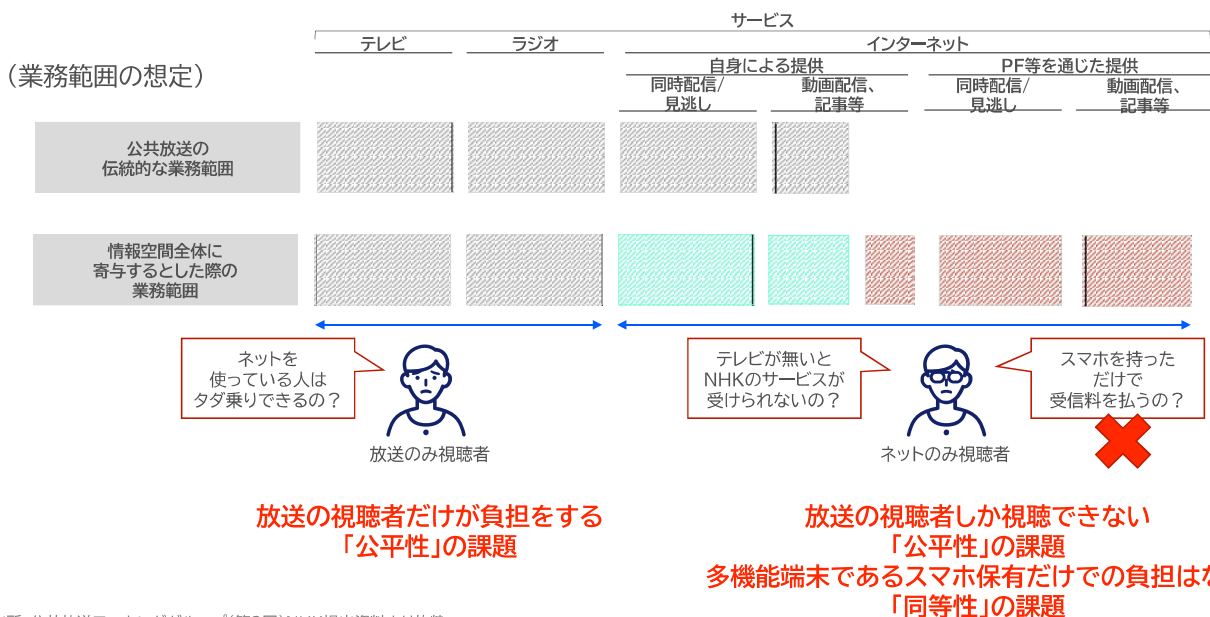 サービス
テレビ
ラジオ
インターネット
(業務範囲の想定)
自身による提供
PF等を通じた提供
同時配信/
見逃し
動画配信、
記事等
同時配信/
見逃し
動画配信、
記事等
公共放送の
伝統的な業務範囲
情報空間全体に
寄与するとした際の
業務範囲
ネットを
使っている人は
タダ乗りできるの?
放送のみ視聴者
テレビが無いと
NHKのサービスが
受けられないの?
スマホを持った
だけで
受信料を払うの?
ネットのみ視聴者
放送の視聴者だけが負担をする
「公平性」の課題
放送の視聴者しか視聴できない
「公平性」の課題
多機能端末であるスマホ保有だけでの負担はな
「同等性」の課題